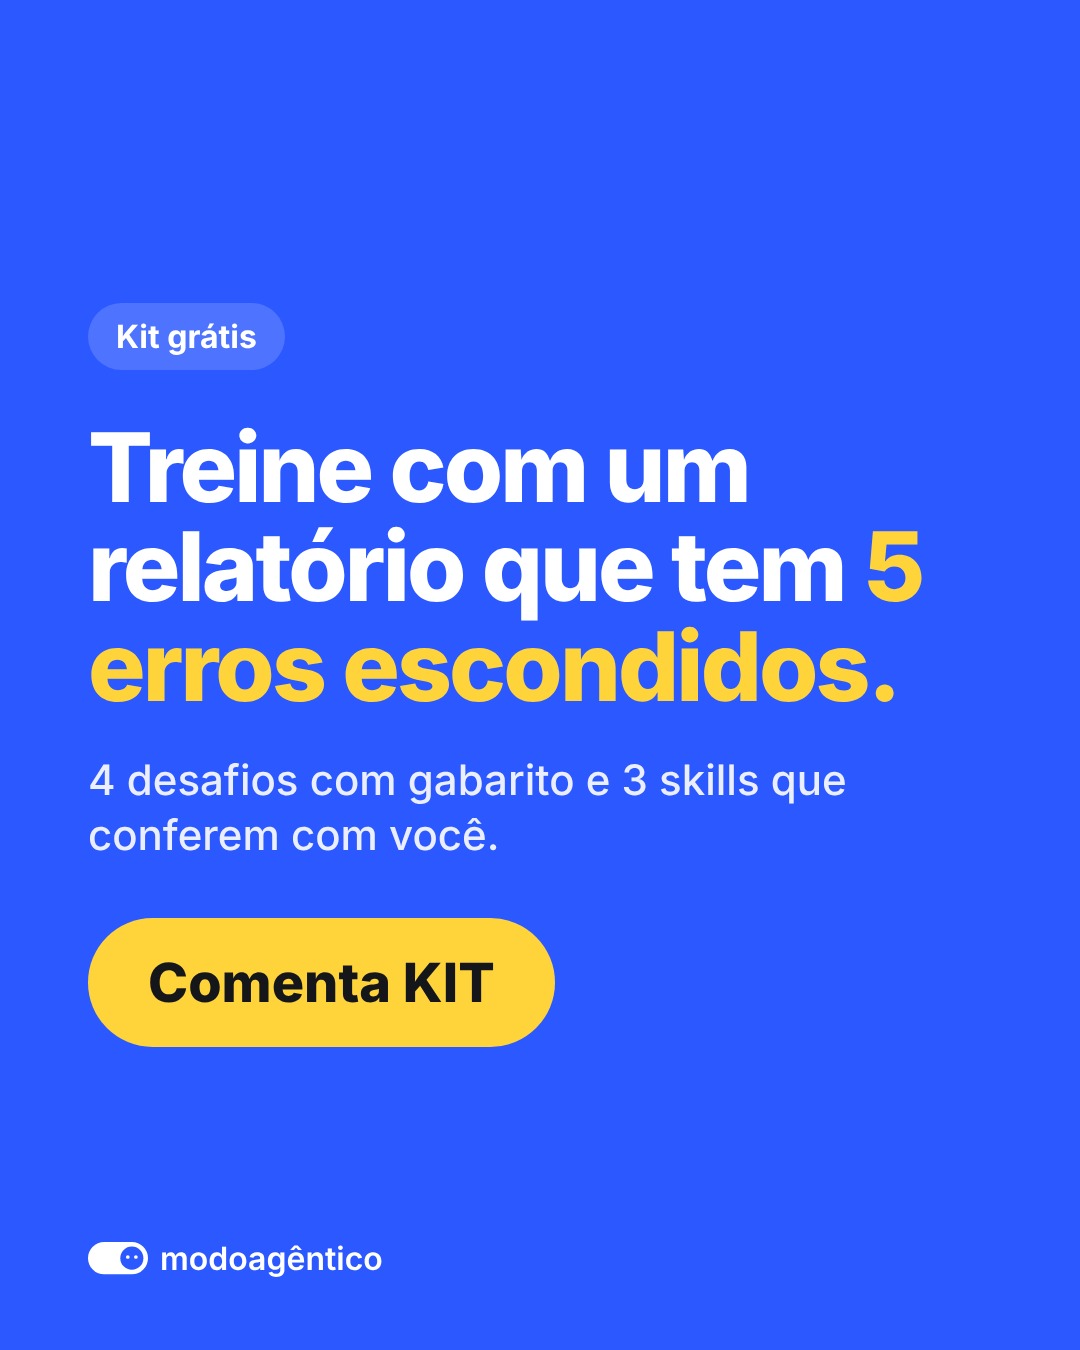 Kit grátis
Treine com um
relatório que tem 5
erros escondidos.
4 desafios com gabarito e 3 skills que
conferem com você.
Comenta KIT
modoagêntico